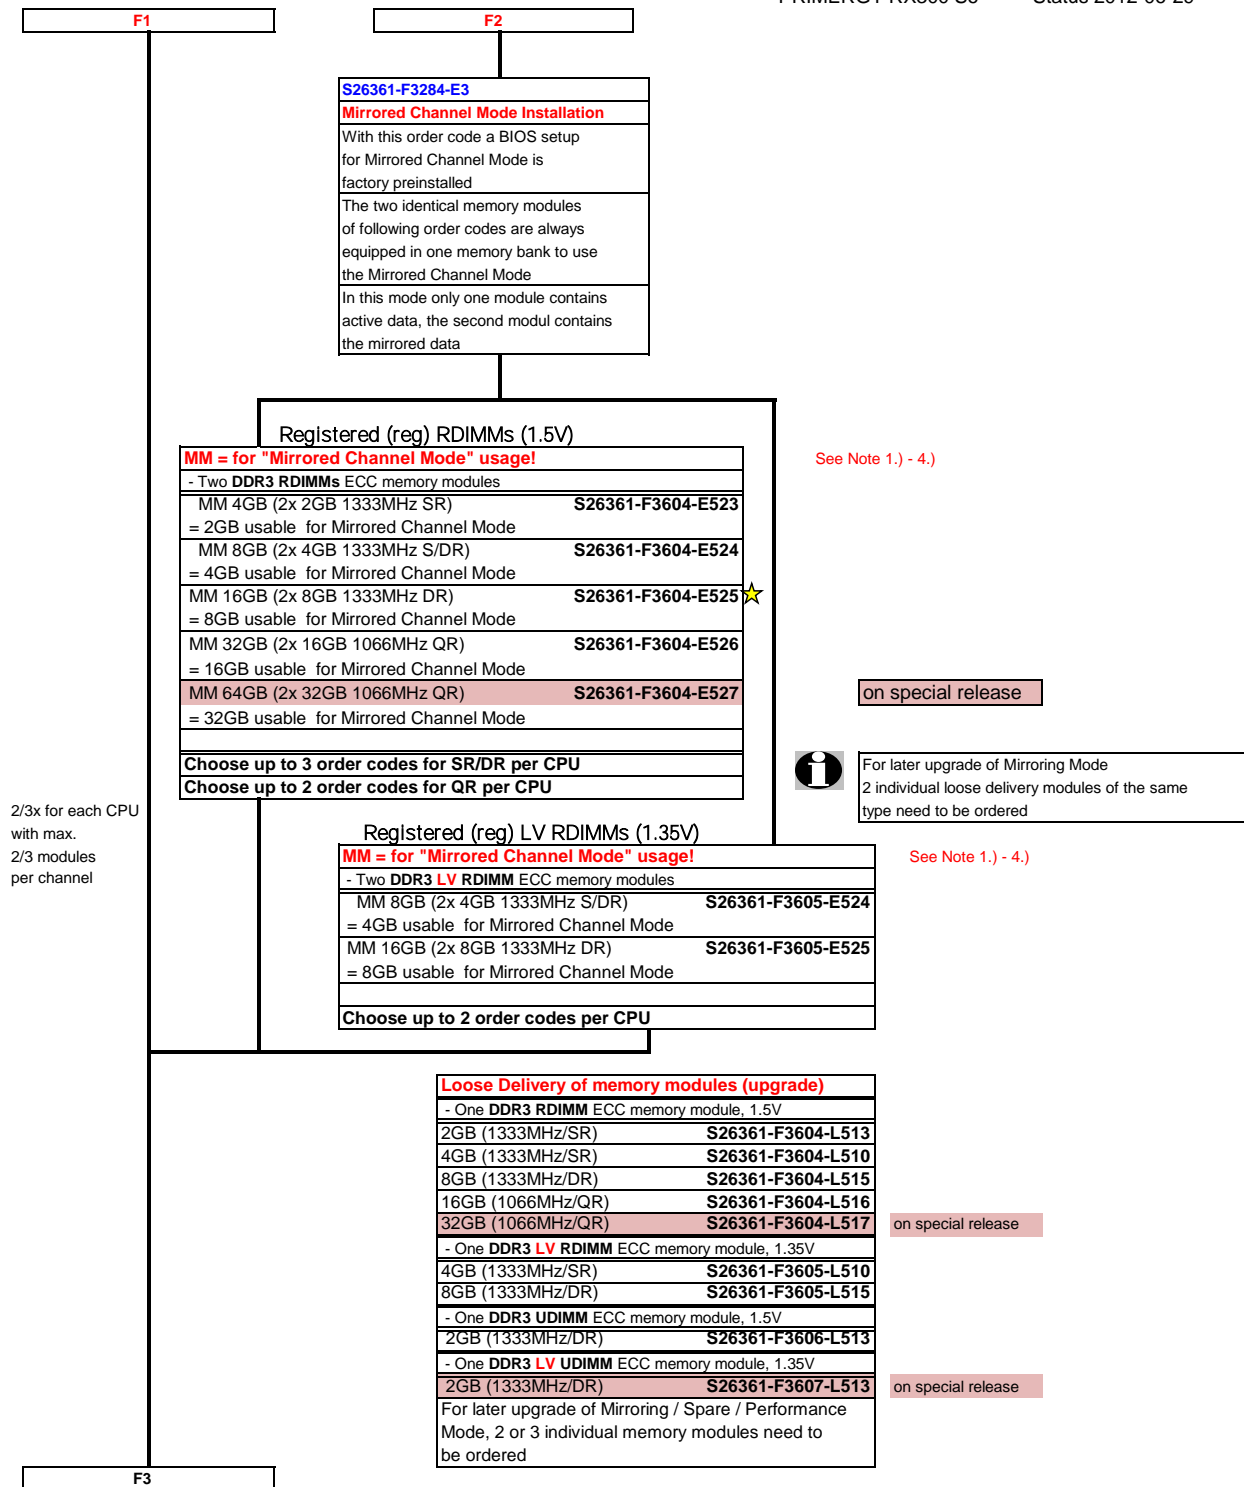 F1
F2
S26361-F3284-E3
Mirrored Channel Mode Installation
With this order code a BIOS setup
for Mirrored Channel Mode is
factory preinstalled
The two identical memory modules
of following order codes are always
equipped in one memory bank to use
the Mirrored Channel Mode
In this mode only one module contains
active data, the second modul contains
the mirrored data
Registered (reg) RDIMMs (1.5V)
MM = for "Mirrored Channel Mode" usage!
See Note 1.) - 4.)
- Two DDR3 RDIMMs ECC memory modules
MM 4GB (2x 2GB 1333MHz SR) S26361-F3604-E523
= 2GB usable for Mirrored Channel Mode
MM 8GB (2x 4GB 1333MHz S/DR) S26361-F3604-E524
= 4GB usable for Mirrored Channel Mode
MM 16GB (2x 8GB 1333MHz DR) S26361-F3604-E525
= 8GB usable for Mirrored Channel Mode
MM 32GB (2x 16GB 1066MHz QR) S26361-F3604-E526
= 16GB usable for Mirrored Channel Mode
MM 64GB (2x 32GB 1066MHz QR) S26361-F3604-E527
on special release
= 32GB usable for Mirrored Channel Mode
Choose up to 3 order codes for SR/DR per CPU
Choose up to 2 order codes for QR per CPU
For later upgrade of Mirroring Mode
2 individual loose delivery modules of the same
type need to be ordered
2/3x for each CPU
with max.
2/3 modules
per channel
Registered (reg) LV RDIMMs (1.35V)
MM = for "Mirrored Channel Mode" usage!
See Note 1.) - 4.)
- Two DDR3 LV RDIMM ECC memory modules
MM 8GB (2x 4GB 1333MHz S/DR) S26361-F3605-E524
= 4GB usable for Mirrored Channel Mode
MM 16GB (2x 8GB 1333MHz DR) S26361-F3605-E525
= 8GB usable for Mirrored Channel Mode
Choose up to 2 order codes per CPU
Loose Delivery of memory modules (upgrade)
- One DDR3 RDIMM ECC memory module, 1.5V
2GB (1333MHz/SR) S26361-F3604-L513
4GB (1333MHz/SR) S26361-F3604-L510
8GB (1333MHz/DR) S26361-F3604-L515
16GB (1066MHz/QR) S26361-F3604-L516
32GB (1066MHz/QR) S26361-F3604-L517
on special release
- One DDR3 LV RDIMM ECC memory module, 1.35V
4GB (1333MHz/SR) S26361-F3605-L510
8GB (1333MHz/DR) S26361-F3605-L515
- One DDR3 UDIMM ECC memory module, 1.5V
2GB (1333MHz/DR) S26361-F3606-L513
- One DDR3 LV UDIMM ECC memory module, 1.35V
2GB (1333MHz/DR) S26361-F3607-L513
on special release
For later upgrade of Mirroring / Spare / Performance
Mode, 2 or 3 individual memory modules need to
be ordered
F3